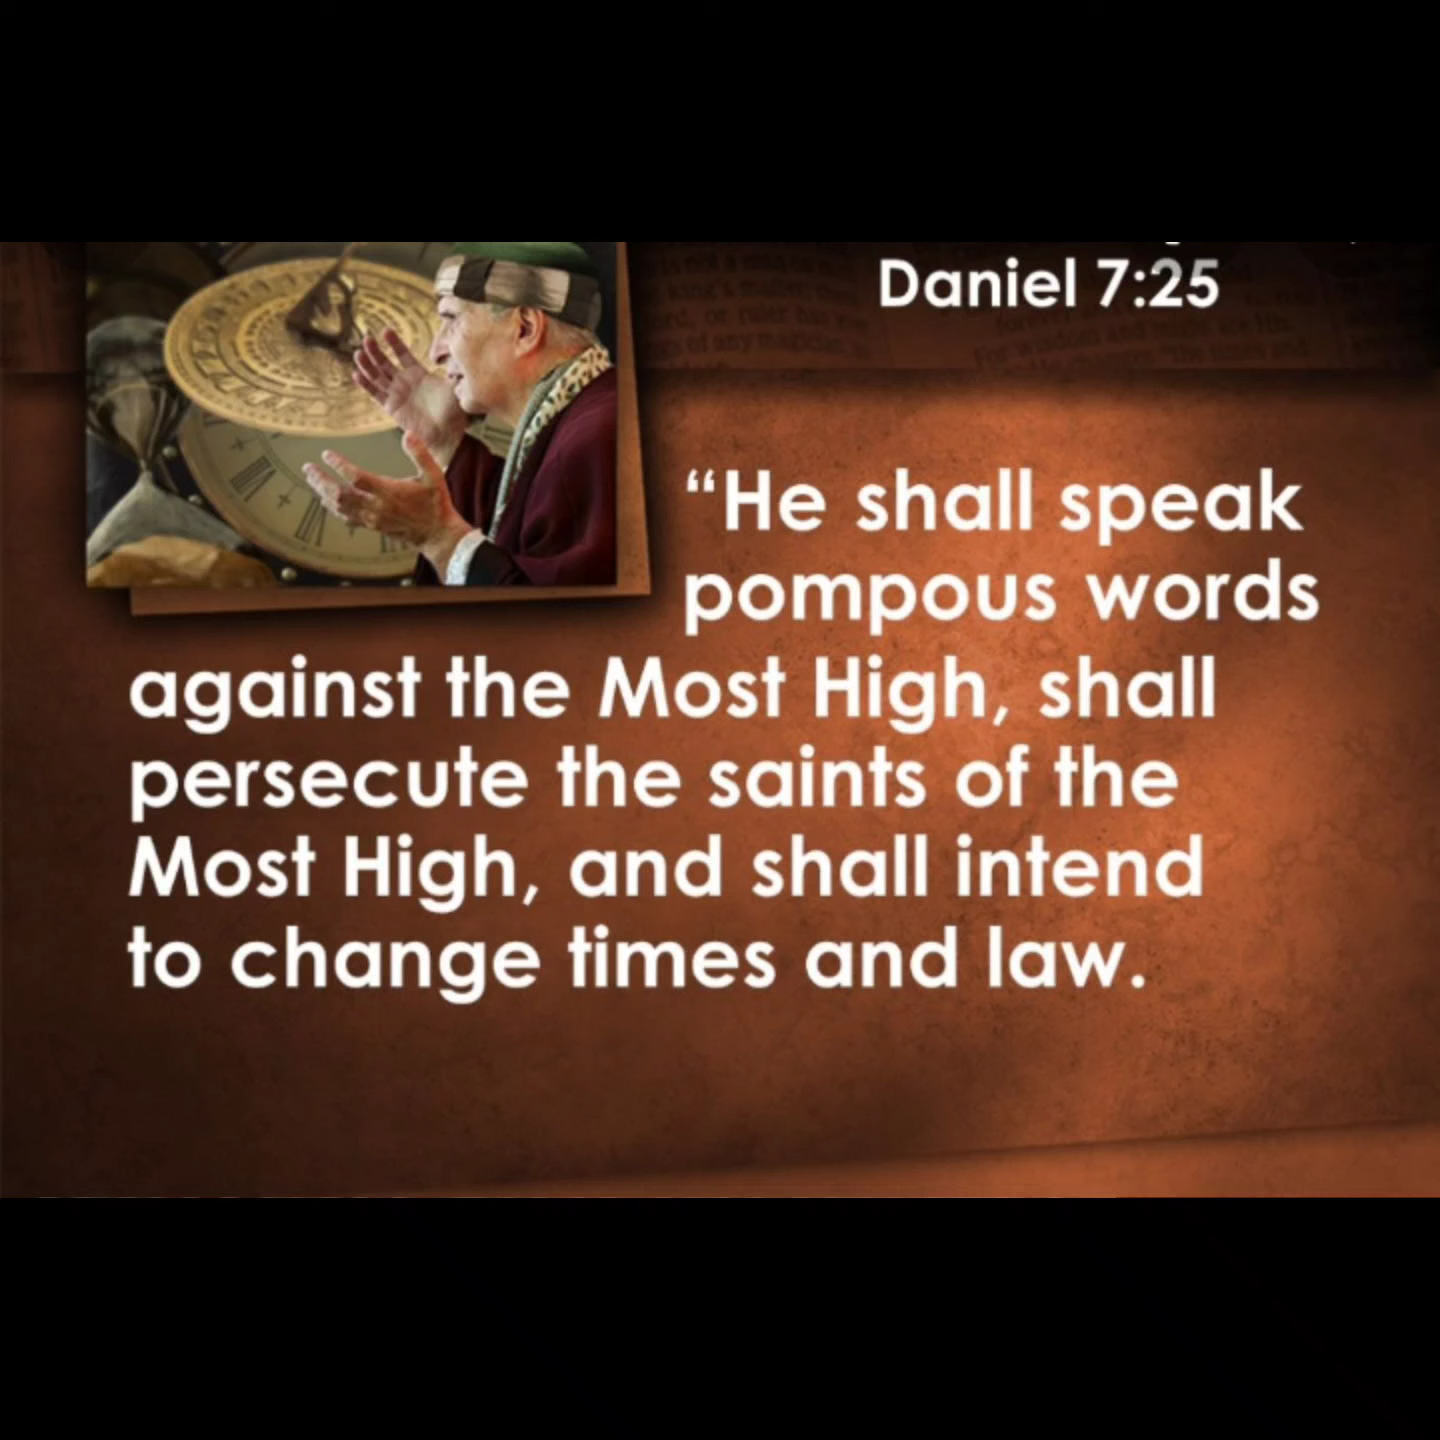 Daniel 7:25
“He shall speak
pompous words
against the Most High, shall
persecute the saints of the
Most High, and shall intend
to change times and law.